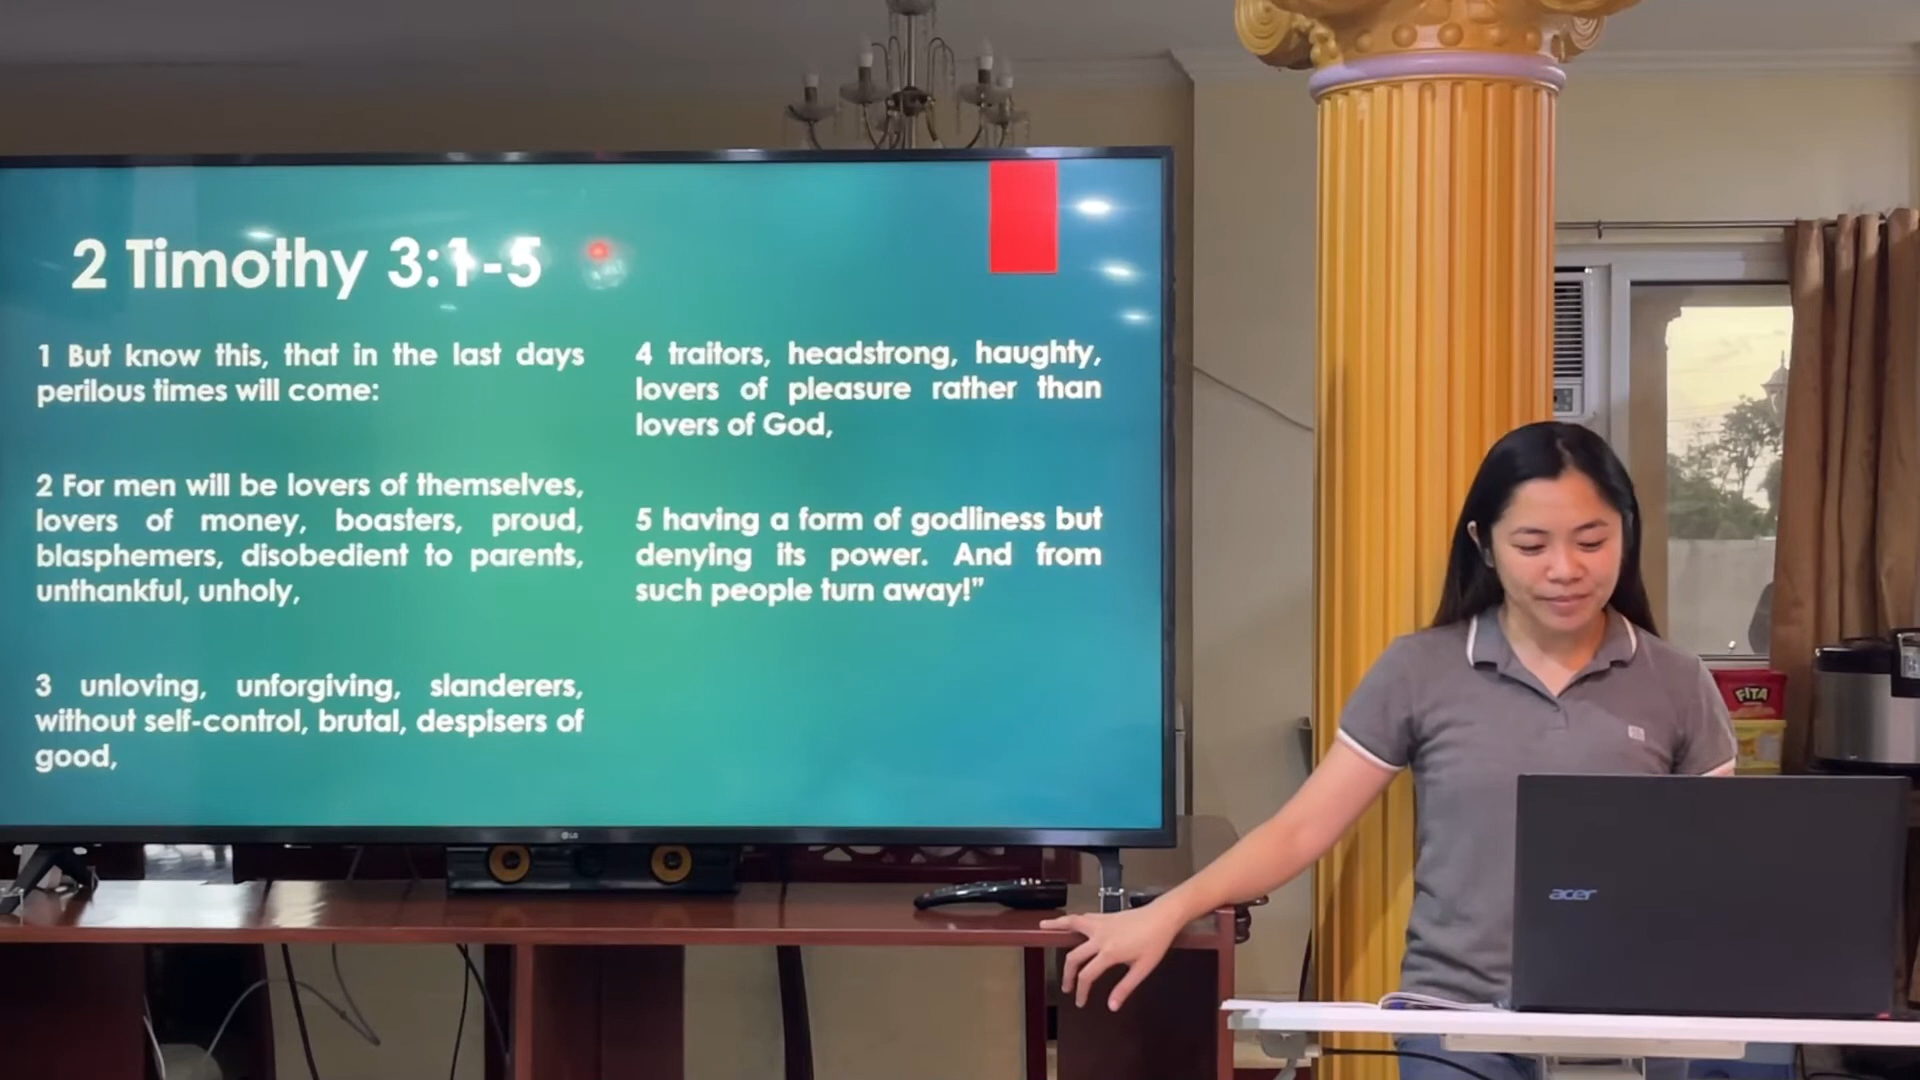 2 Timothy 3:1-5
1 But know this, that in the last days
perilous times will come:
2 For men will be lovers of themselves,
lovers of money, boasters, proud,
blasphemers, disobedient to parents,
unthankful, unholy,
3 unloving, unforgiving, slanderers,
without self-control, brutal, despisers of
good,
4 traitors, headstrong, haughty,
lovers of pleasure rather than
lovers of God,
5 having a form of godliness but
denying its power. And from
such people turn away!”
LG
FITA
acer